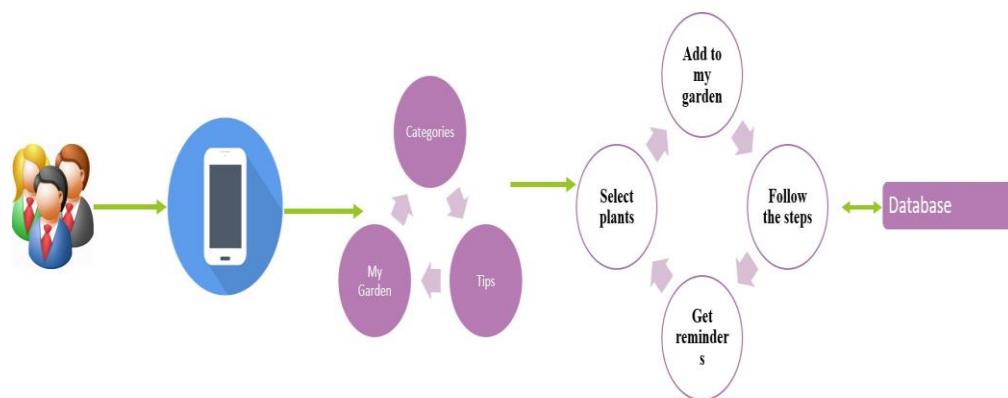 Categories
My
Garden
Tips
Add to
my
garden
Select
plants
Follow
the steps
Get
reminder
s
Database